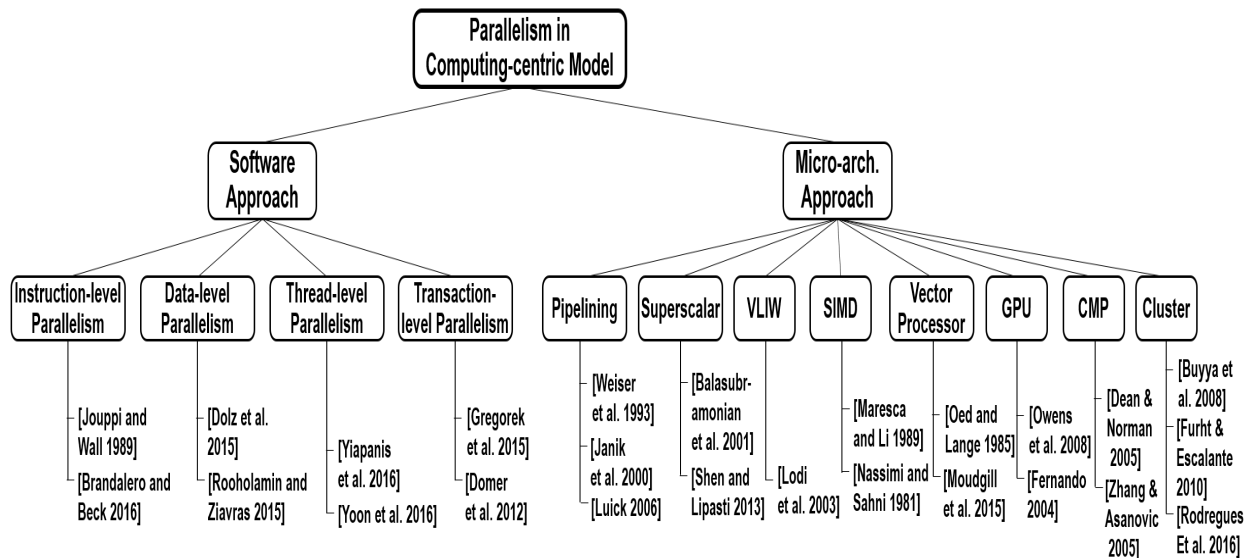 Parallelism in
Computing-centric Model
Software
Approach
Micro-arch.
Approach
Instruction-level
Parallelism
Data-level
Parallelism
Thread-level
Parallelism
Transaction-
level Parallelism
Pipelining
Superscalar
VLIW
SIMD
Vector
Processor
GPU
CMP
Cluster
[Jouppi and
Wall 1989]
[Brandalero and
Beck 2016]
[Dolz et al.
2015]
[Rooholamin and
Ziavras 2015]
[Yiapanis
et al. 2016]
[Yoon et al. 2016]
[Gregorek
et al. 2015]
[Domer
et al. 2012]
[Weiser
et al. 1993]
[Janik
et al. 2000]
[Luick 2006]
[Balasubr-
amonian
et al. 2001]
[Shen and
Lipasti 2013]
[Lodi
et al. 2003]
[Maresca
and Li 1989]
[Nassimi and
Sahni 1981]
[Oed and
Lange 1985]
[Moudgill
et al. 2015]
[Owens
et al. 2008]
[Fernando
2004]
[Dean &
Norman
2005]
[Zhang &
Asanovic
2005]
[Buyya et
al. 2008]
[Furht &
Escalante
2010]
[Rodregues
Et al. 2016]